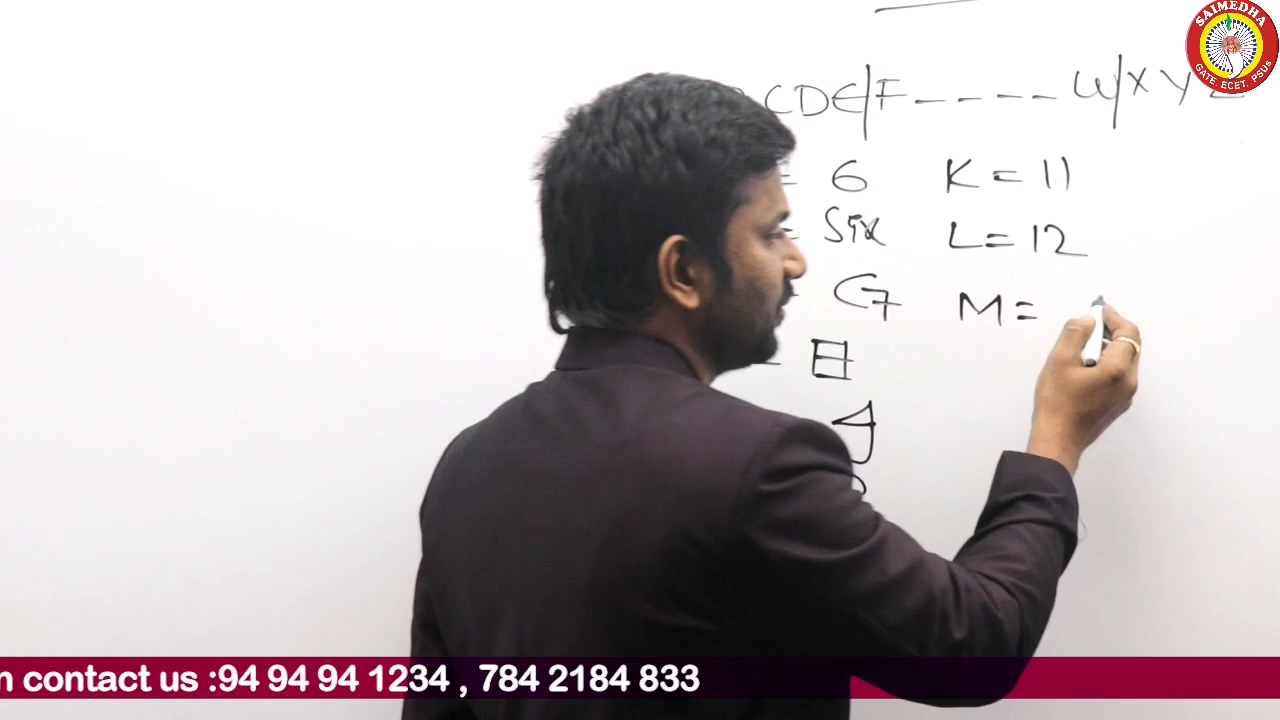 SAIMEDHA
GATE. ECET. PSUs
CDE/F---- W/X Y Z
= 6 K = 11
= Six L = 12
G7 M =
n contact us :94 94 94 1234 , 784 2184 833